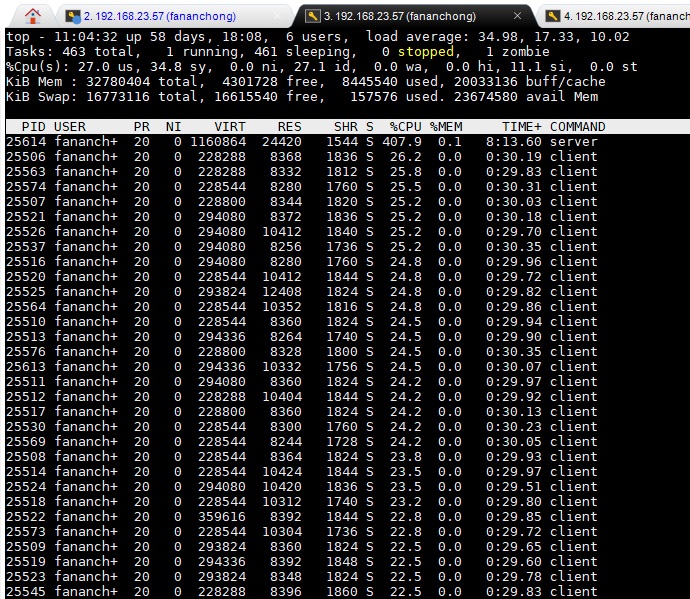 2. 192.168.23.57 (fananchong)
3. 192.168.23.57 (fananchong)
4. 192.168.23.57 (fananch
top - 11:04:32 up 58 days, 18:08,  6 users,  load average: 34.98, 17.33, 10.02
Tasks: 463 total,   1 running, 461 sleeping,   0 stopped,   1 zombie
%Cpu(s): 27.0 us, 34.8 sy,  0.0 ni, 27.1 id,  0.0 wa,  0.0 hi, 11.1 si,  0.0 st
KiB Mem : 32780404 total,  4301728 free,  8445540 used, 20033136 buff/cache
KiB Swap: 16773116 total, 16615540 free,   157576 used. 23674580 avail Mem
PID USER PR NI VIRT RES SHR S %CPU %MEM TIME+ COMMAND
25614 fananch+ 20 0 1160864 24420 1544 S 407.9 0.1 8:13.60 server
25506 fananch+ 20 0 228288 8368 1836 S 26.2 0.0 0:30.19 client
25563 fananch+ 20 0 228288 8332 1812 S 25.8 0.0 0:29.83 client
25574 fananch+ 20 0 228544 8280 1760 S 25.5 0.0 0:30.31 client
25507 fananch+ 20 0 228800 8344 1820 S 25.2 0.0 0:30.03 client
25521 fananch+ 20 0 294080 8372 1836 S 25.2 0.0 0:30.18 client
25526 fananch+ 20 0 294080 10412 1840 S 25.2 0.0 0:29.70 client
25537 fananch+ 20 0 294080 8256 1736 S 25.2 0.0 0:30.35 client
25516 fananch+ 20 0 294080 8280 1760 S 24.8 0.0 0:29.96 client
25520 fananch+ 20 0 228544 10412 1844 S 24.8 0.0 0:29.72 client
25525 fananch+ 20 0 293824 12408 1824 S 24.8 0.0 0:29.82 client
25564 fananch+ 20 0 228544 10352 1816 S 24.8 0.0 0:29.86 client
25510 fananch+ 20 0 228544 8360 1824 S 24.5 0.0 0:29.94 client
25513 fananch+ 20 0 294336 8264 1740 S 24.5 0.0 0:29.90 client
25576 fananch+ 20 0 228800 8328 1800 S 24.5 0.0 0:30.35 client
25613 fananch+ 20 0 294336 10332 1756 S 24.5 0.0 0:30.07 client
25511 fananch+ 20 0 294080 8360 1824 S 24.2 0.0 0:29.97 client
25512 fananch+ 20 0 228288 10404 1844 S 24.2 0.0 0:29.92 client
25517 fananch+ 20 0 228800 8360 1824 S 24.2 0.0 0:30.13 client
25530 fananch+ 20 0 228544 8300 1760 S 24.2 0.0 0:30.23 client
25569 fananch+ 20 0 228544 8244 1728 S 24.2 0.0 0:30.05 client
25508 fananch+ 20 0 228544 8364 1824 S 23.8 0.0 0:29.93 client
25514 fananch+ 20 0 228544 10424 1844 S 23.5 0.0 0:29.97 client
25524 fananch+ 20 0 294080 10420 1836 S 23.5 0.0 0:29.51 client
25518 fananch+ 20 0 228544 10312 1740 S 23.2 0.0 0:29.80 client
25522 fananch+ 20 0 359616 8392 1844 S 22.8 0.0 0:29.85 client
25573 fananch+ 20 0 228544 10304 1736 S 22.8 0.0 0:29.72 client
25509 fananch+ 20 0 293824 8360 1824 S 22.5 0.0 0:29.65 client
25519 fananch+ 20 0 294336 8392 1848 S 22.5 0.0 0:29.60 client
25523 fananch+ 20 0 293824 8348 1824 S 22.5 0.0 0:29.78 client
25545 fananch+ 20 0 228288 8396 1860 S 22.5 0.0 0:29.83 client